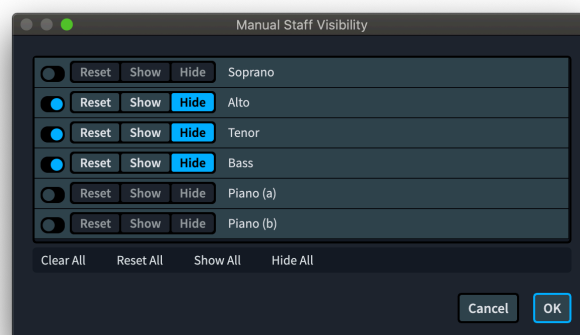 Manual Staff Visibility
Reset Show Hide Soprano
Reset Show Hide Alto
Reset Show Hide Tenor
Reset Show Hide Bass
Reset Show Hide Piano (a)
Reset Show Hide Piano (b)
Clear All Reset All Show All Hide All
Cancel OK